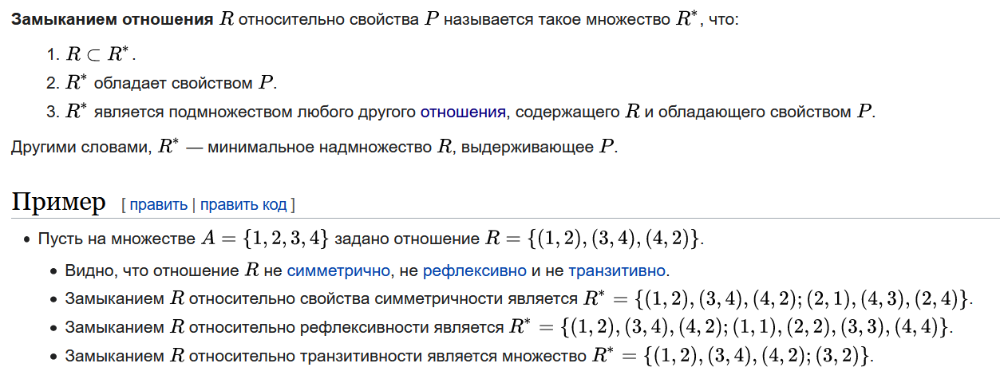 Замыканием отношения R относительно свойства P называется такое множество R*, что:
1. R ⊂ R*.
2. R* обладает свойством P.
3. R* является подмножеством любого другого отношения, содержащего R и обладающего свойством P.
Другими словами, R* — минимальное надмножество R, выдерживающее P.
Пример [ править | править код ]
• Пусть на множестве A = {1, 2, 3, 4} задано отношение R = {(1, 2), (3, 4), (4, 2)}.
• Видно, что отношение R не симметрично, не рефлексивно и не транзитивно.
• Замыканием R относительно свойства симметричности является R* = {(1, 2), (3, 4), (4, 2); (2, 1), (4, 3), (2, 4)}.
• Замыканием R относительно рефлексивности является R* = {(1, 2), (3, 4), (4, 2); (1, 1), (2, 2), (3, 3), (4, 4)}.
• Замыканием R относительно транзитивности является множество R* = {(1, 2), (3, 4), (4, 2); (3, 2)}.